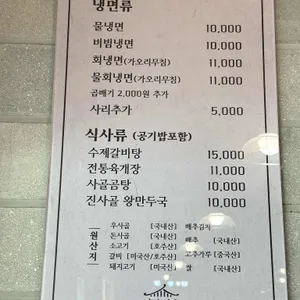 냉면류
물냉면 10,000
비빔냉면 10,000
회냉면(가오리무침) 11,000
물회냉면(가오리무침) 11,000
곱빼기 2,000원 추가
사리추가 5,000
식사류 (공기밥포함)
수제갈비탕 15,000
전통육개장 11,000
사골곰탕 10,000
진사골 왕만두국 10,000
원산지
우사골 [국내산] 배추김치
돈사골 [국내산] 배추 [국내산]
소고기 [호주산] 고추가루 [중국산]
갈비 [미국산/호주산]
돼지고기 [미국산] 쌀 [국내산]